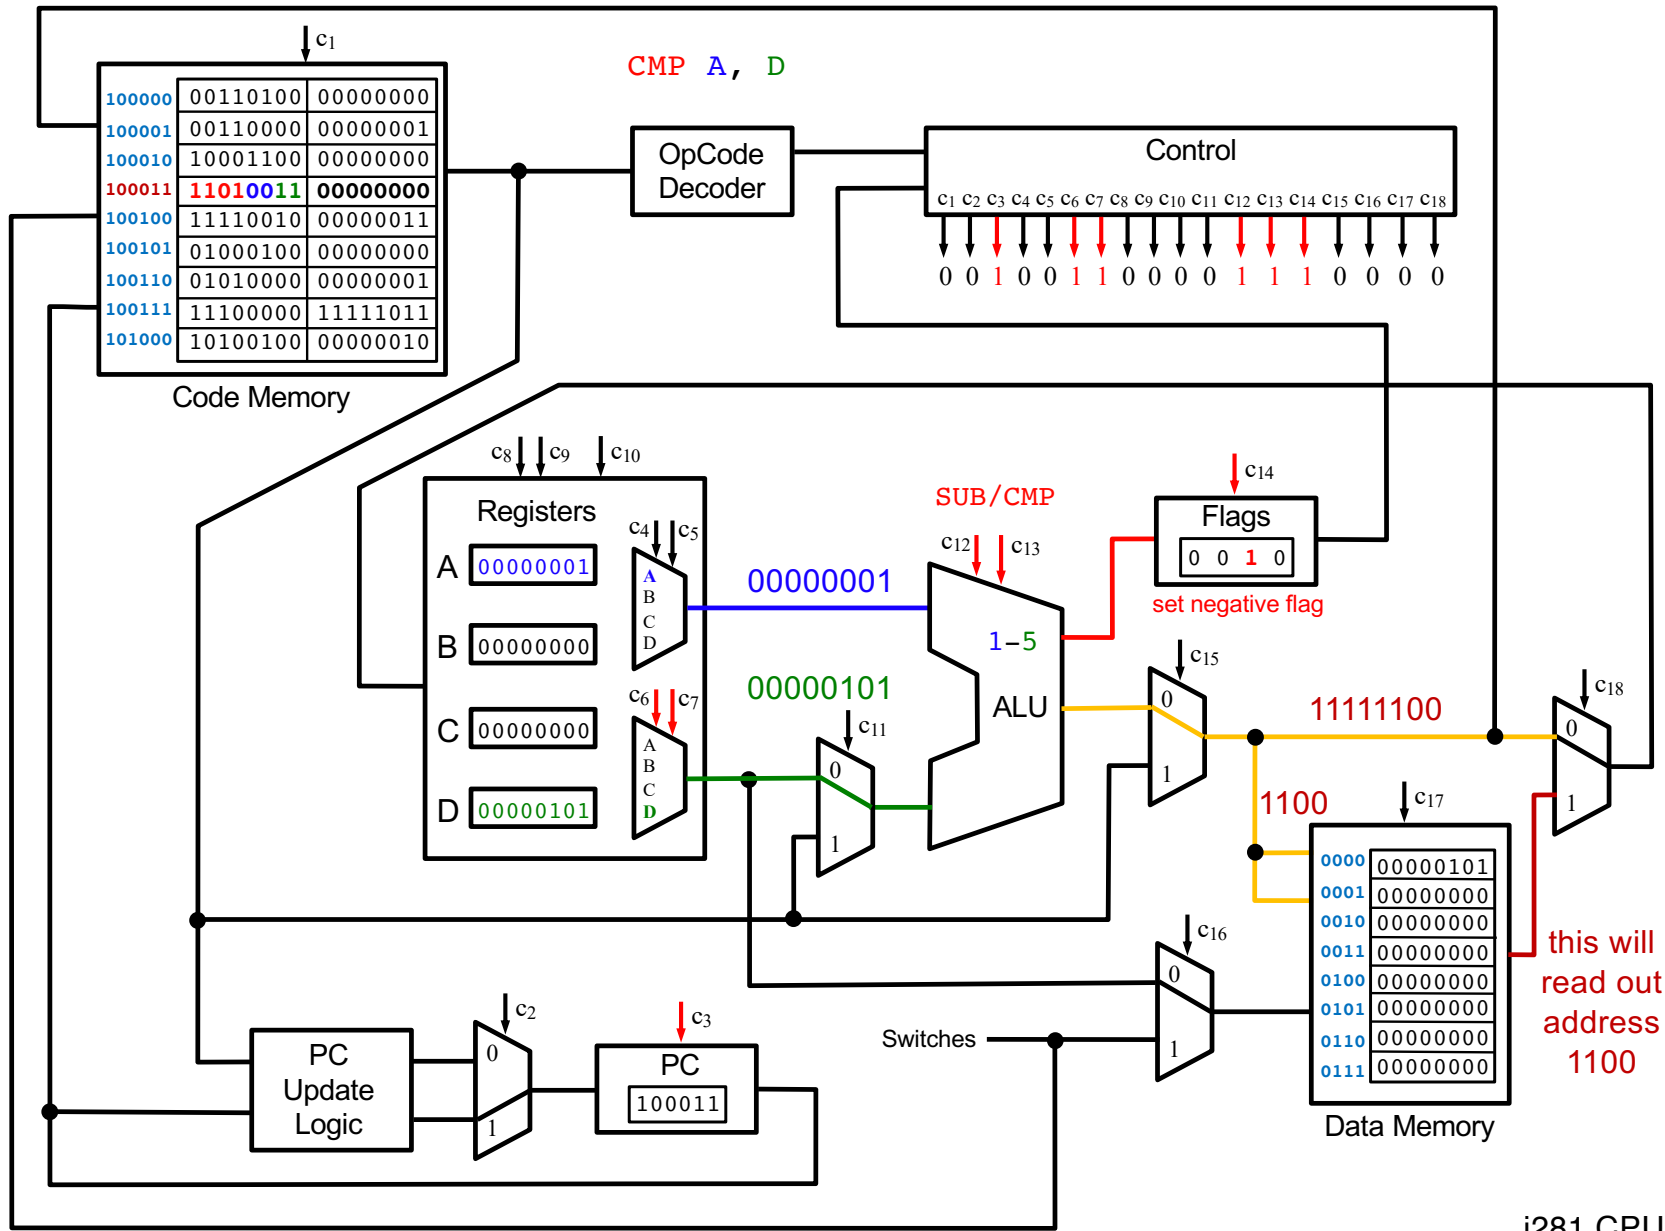 c1
CMP A, D
100000 00110100 00000000
100001 00110000 00000001
100010 10001100 00000000
100011 11010011 00000000
100100 11110010 00000011
100101 01000100 00000000
100110 01010000 00000001
100111 11100000 11111011
101000 10100100 00000010
Code Memory
OpCode
Decoder
Control
c1 c2 c3 c4 c5 c6 c7 c8 c9 c10 c11 c12 c13 c14 c15 c16 c17 c18
0 0 1 0 0 1 1 0 0 0 0 1 1 1 0 0 0 0
c8 c9 c10
Registers
A 00000001
B 00000000
C 00000000
D 00000101
c4 c5
A
B
C
D
c6 c7
A
B
C
D
00000001
00000101
c11
0
1
SUB/CMP
c12 c13
1-5
ALU
c14
Flags
0 0 1 0
set negative flag
c15
0
1
11111100
1100
c18
0
1
c17
0000 00000101
0001 00000000
0010 00000000
0011 00000000
0100 00000000
0101 00000000
0110 00000000
0111 00000000
Data Memory
this will
read out
address
1100
c16
0
1
Switches
PC
Update
Logic
c2
0
1
c3
PC
100011
i281 CPU